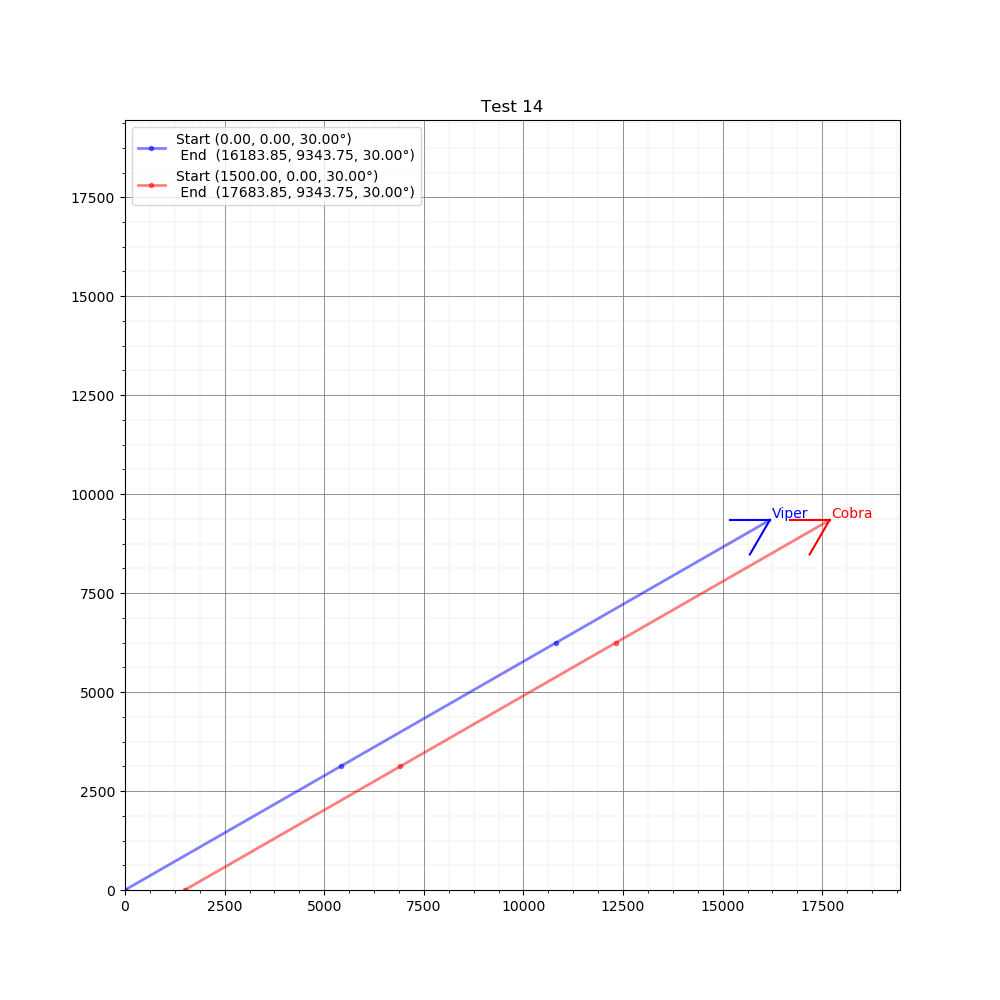 Test 14
Start (0.00, 0.00, 30.00°)
End  (16183.85, 9343.75, 30.00°)
Start (1500.00, 0.00, 30.00°)
End  (17683.85, 9343.75, 30.00°)
17500
15000
12500
10000
Viper
Cobra
7500
5000
2500
0
0 2500 5000 7500 10000 12500 15000 17500